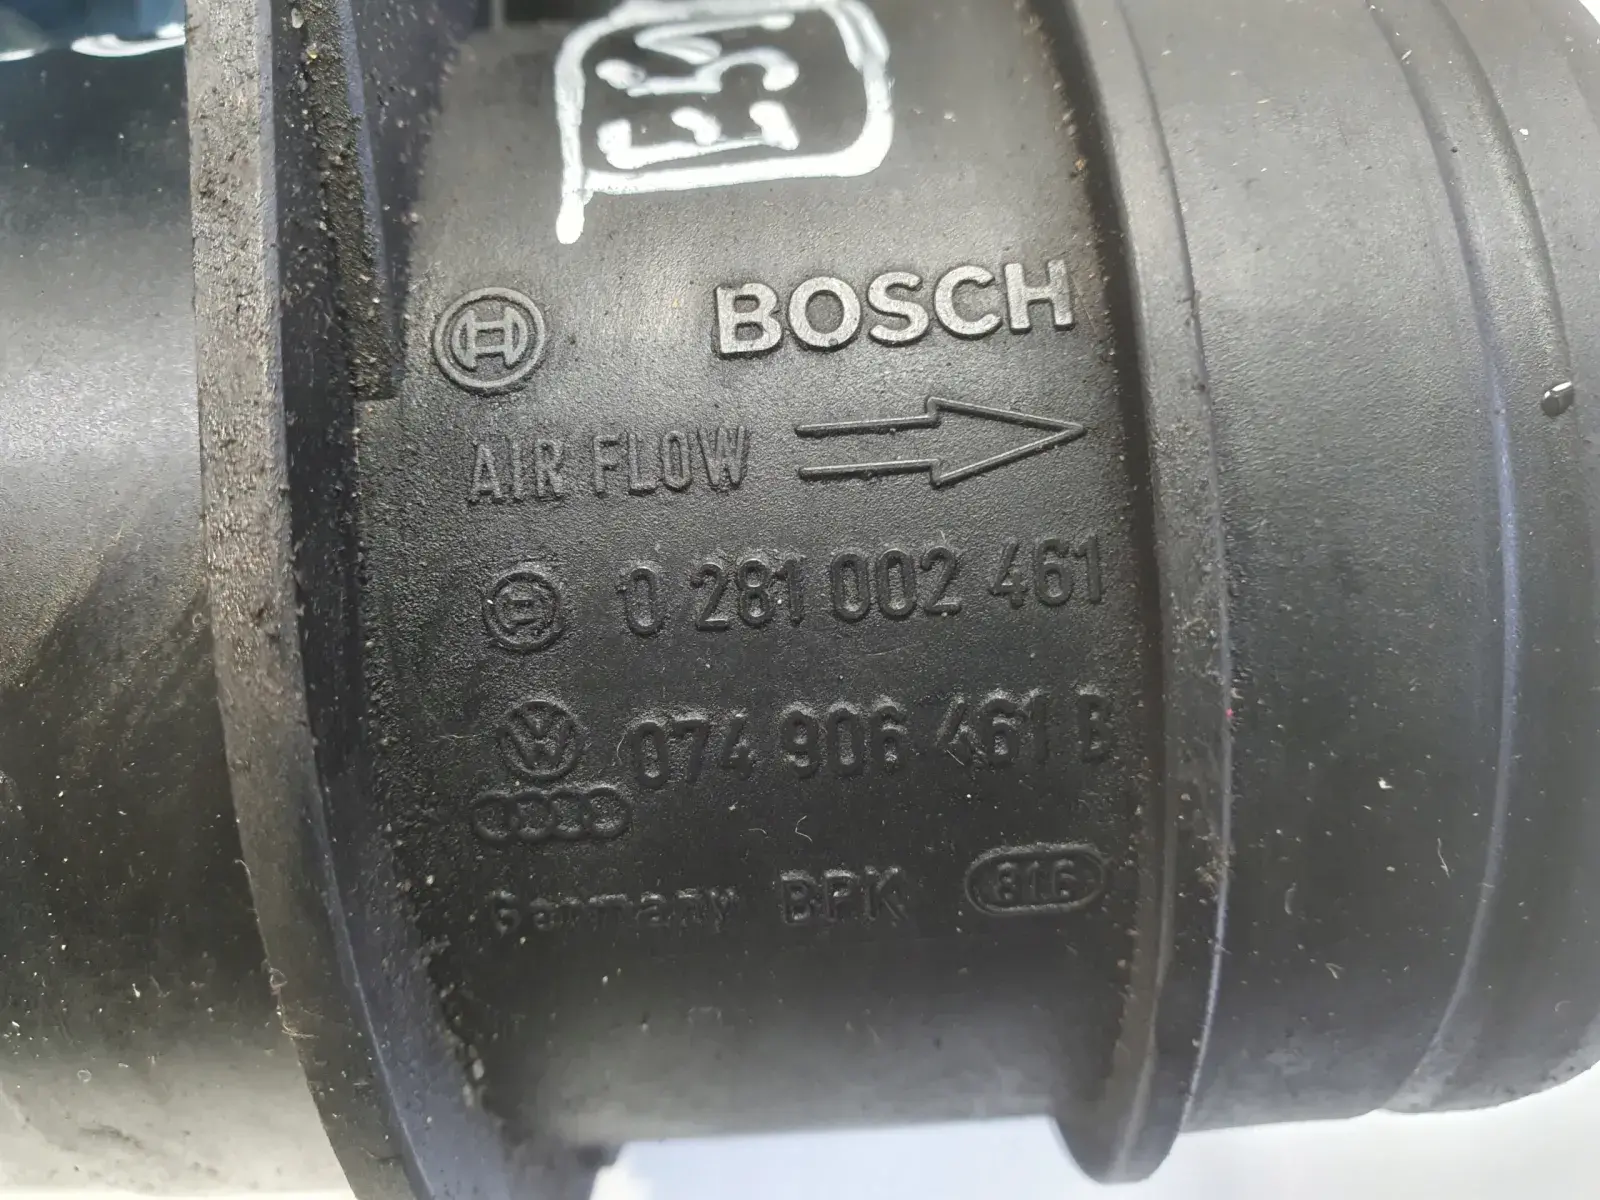 BOSCH
AIR FLOW
0 281 002 461
074 906 461 B
Germany BPK 816